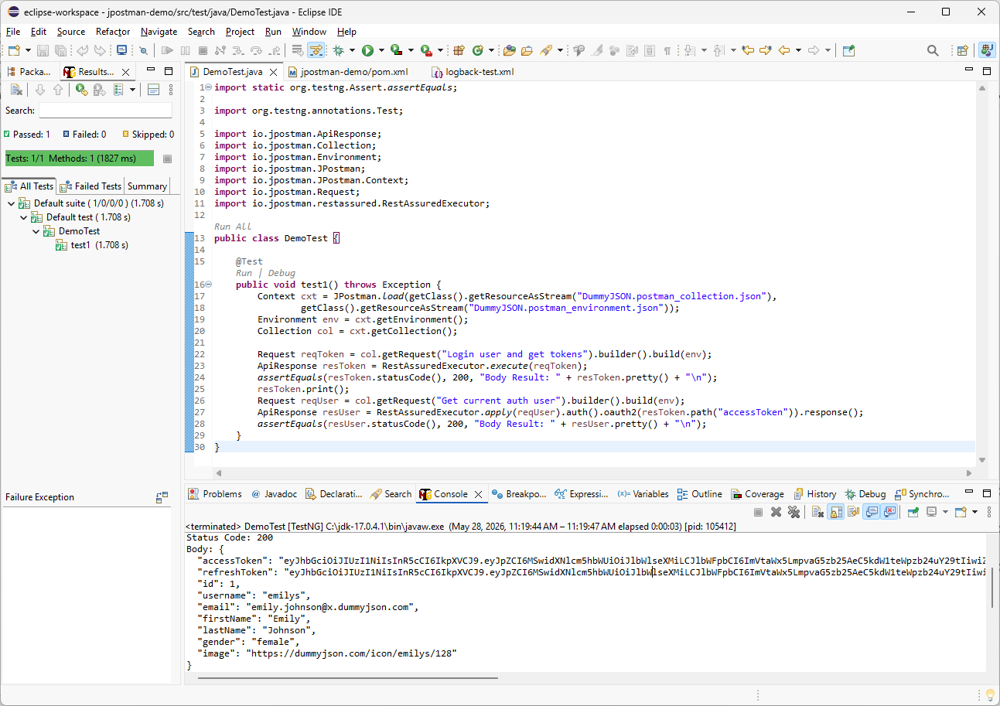 eclipse-workspace - jpostman-demo/src/test/java/DemoTest.java - Eclipse IDE
File Edit Source Refactor Navigate Search Project Run Window Help
Packa... Results...
Search:
Passed: 1 Failed: 0 Skipped: 0
Tests: 1/1 Methods: 1 (1827 ms)
All Tests Failed Tests Summary
Default suite ( 1/0/0/0 ) (1.708 s)
Default test ( 1.708 s)
DemoTest
test1 (1.708 s)
Failure Exception
DemoTest.java jpostman-demo/pom.xml logback-test.xml
1 import static org.testng.Assert.assertEquals;
2
3 import org.testng.annotations.Test;
4
5 import io.jpostman.ApiResponse;
6 import io.jpostman.Collection;
7 import io.jpostman.Environment;
8 import io.jpostman.JPostman;
9 import io.jpostman.JPostman.Context;
10 import io.jpostman.Request;
11 import io.jpostman.restassured.RestAssuredExecutor;
12
Run All
13 public class DemoTest {
14
15     @Test
Run | Debug
16     public void test1() throws Exception {
17         Context cxt = JPostman.load(getClass().getResourceAsStream("DummyJSON.postman_collection.json"),
18                 getClass().getResourceAsStream("DummyJSON.postman_environment.json"));
19         Environment env = cxt.getEnvironment();
20         Collection col = cxt.getCollection();
21
22         Request reqToken = col.getRequest("Login user and get tokens").builder().build(env);
23         ApiResponse resToken = RestAssuredExecutor.execute(reqToken);
24         assertEquals(resToken.statusCode(), 200, "Body Result: " + resToken.pretty() + "\n");
25         resToken.print();
26         Request reqUser = col.getRequest("Get current auth user").builder().build(env);
27         ApiResponse resUser = RestAssuredExecutor.apply(reqUser).auth().oauth2(resToken.path("accessToken")).response();
28         assertEquals(resUser.statusCode(), 200, "Body Result: " + resUser.pretty() + "\n");
29     }
30 }
Problems Javadoc Declarati... Search Console Breakpo... Expressi... Variables Outline Coverage History Debug Synchro...
<terminated> DemoTest [TestNG] C:\jdk-17.0.4.1\bin\javaw.exe (May 28, 2026, 11:19:44 AM – 11:19:47 AM elapsed 0:00:03) [pid: 105412]
Status Code: 200
Body: {
"accessToken": "eyJhbGciOiJIUzI1NiIsInR5cCI6IkpXVCJ9.eyJpZCI6MSwidXNlcm5hbWUiOiJlbWlseXMiLCJlbWFpbCI6ImVtaWx5LmpvaG5zb25AeC5kdW1teWpzb24uY29tIiwiZ
"refreshToken": "eyJhbGciOiJIUzI1NiIsInR5cCI6IkpXVCJ9.eyJpZCI6MSwidXNlcm5hbWUiOiJlbWlseXMiLCJlbWFpbCI6ImVtaWx5LmpvaG5zb25AeC5kdW1teWpzb24uY29tIiwi
"id": 1,
"username": "emilys",
"email": "emily.johnson@x.dummyjson.com",
"firstName": "Emily",
"lastName": "Johnson",
"gender": "female",
"image": "https://dummyjson.com/icon/emilys/128"
}